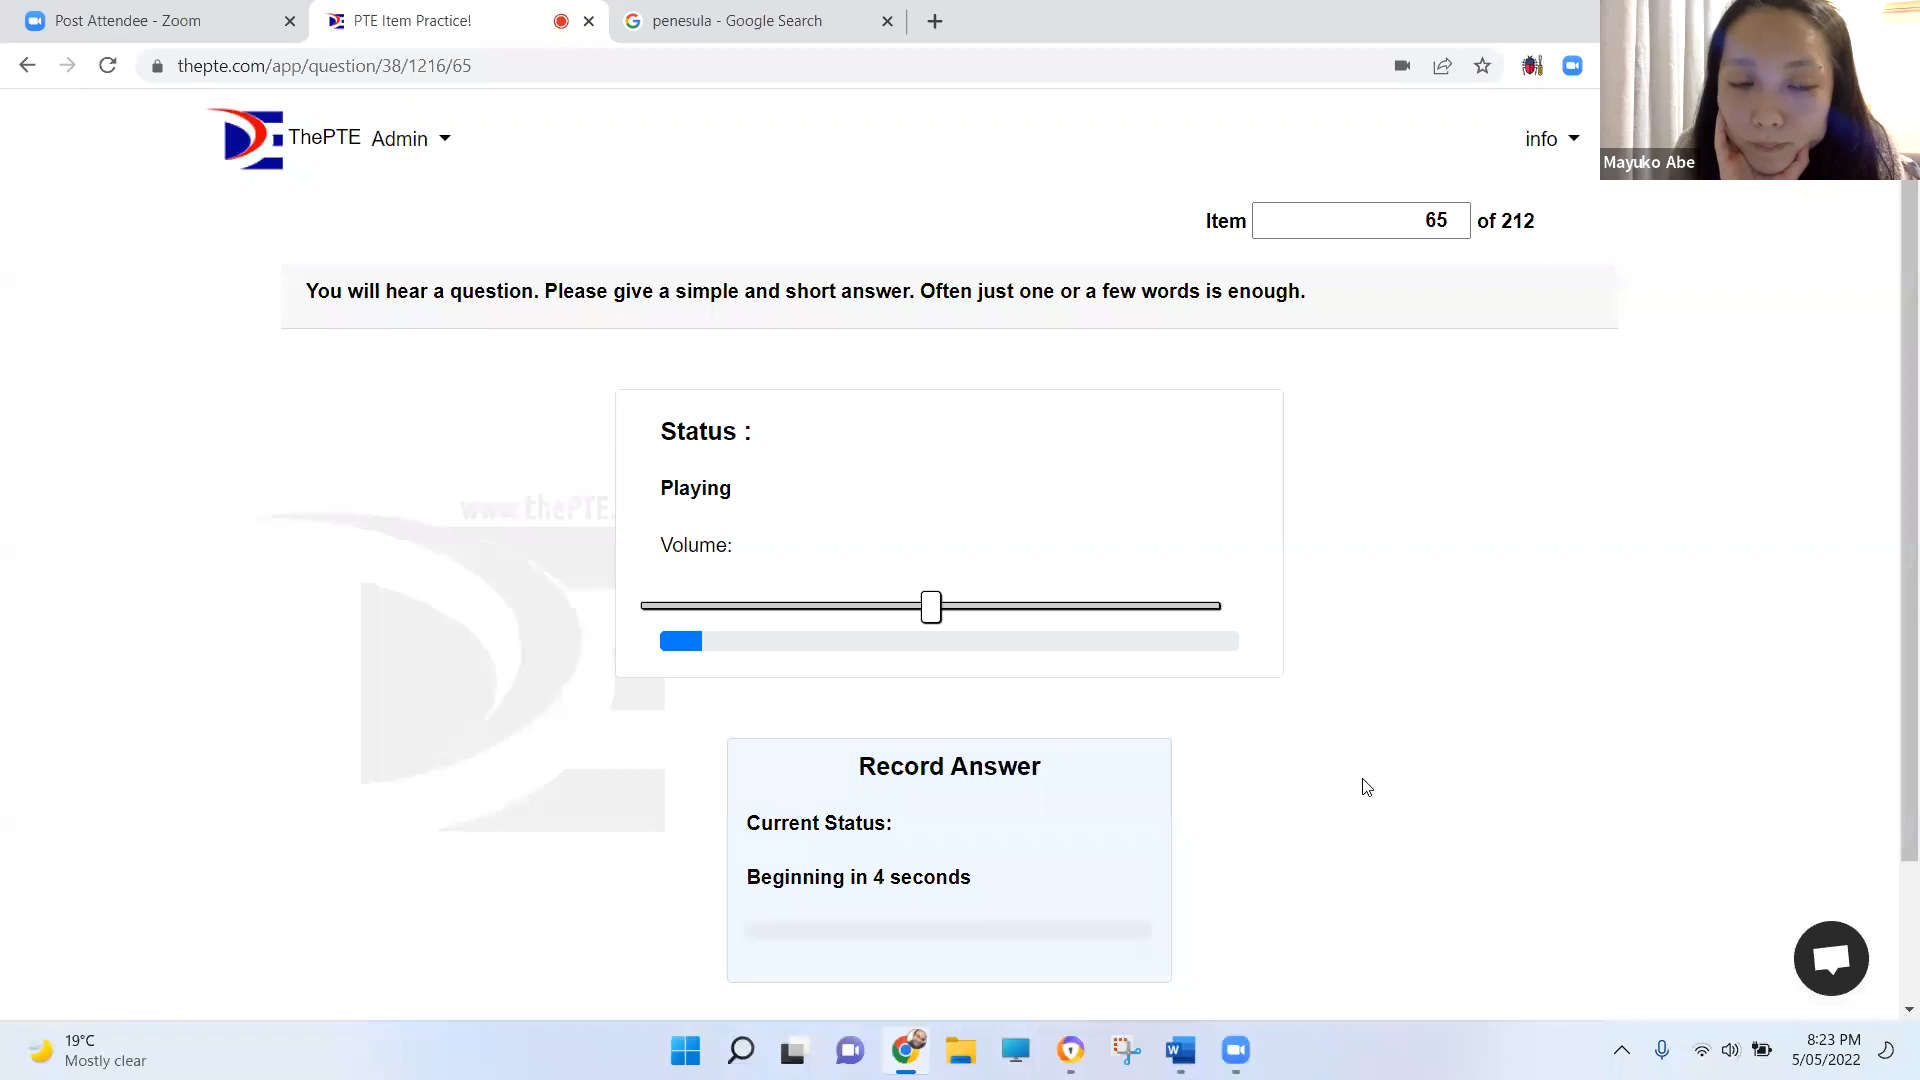 Post Attendee - Zoom
PTE Item Practice!
penesula - Google Search
thepte.com/app/question/38/1216/65
ThePTE Admin
info
Mayuko Abe
Item 65 of 212
You will hear a question. Please give a simple and short answer. Often just one or a few words is enough.
Status :
Playing
www.thePTE.
Volume:
Record Answer
Current Status:
Beginning in 4 seconds
19°C
Mostly clear
8:23 PM
5/05/2022